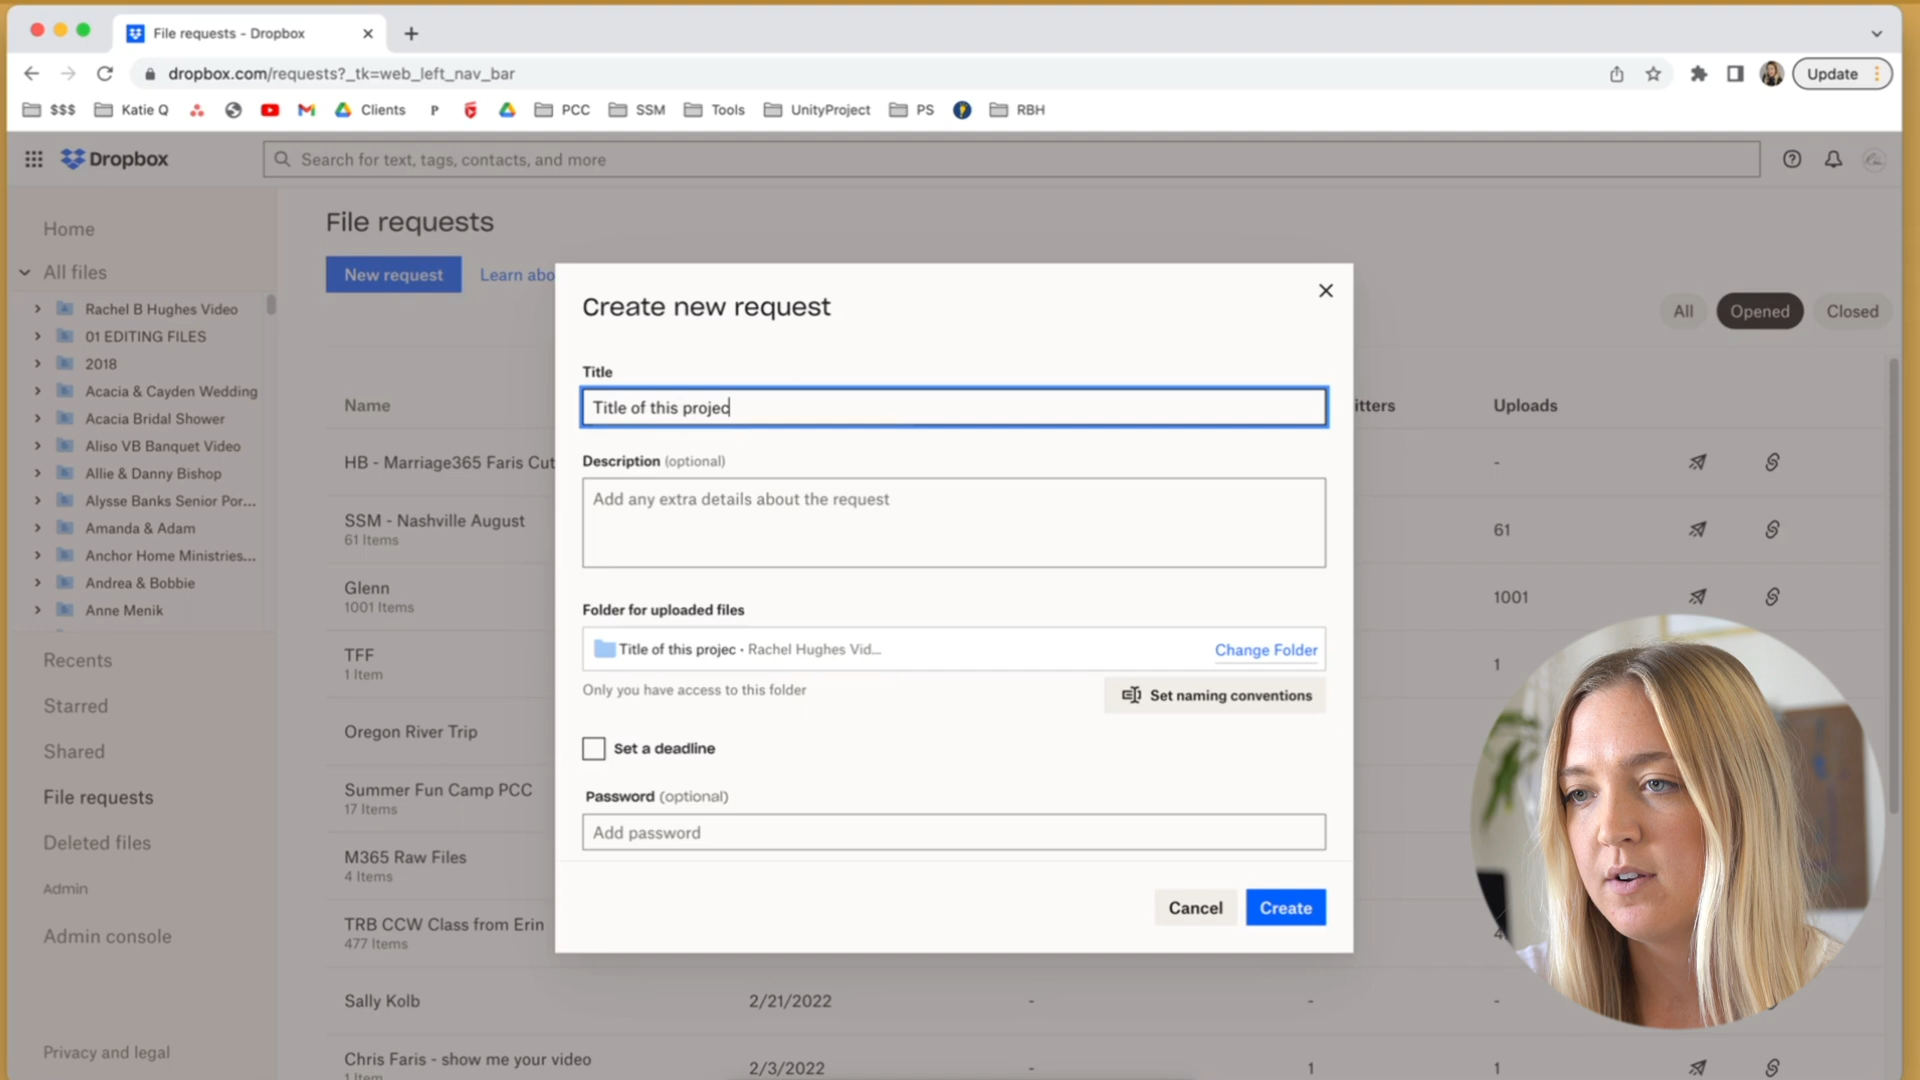 File requests - Dropbox
dropbox.com/requests?_tk=web_left_nav_bar
Update
$$$
Katie Q
Clients
P
PCC
SSM
Tools
UnityProject
PS
RBH
Dropbox
Search for text, tags, contacts, and more
Home
All files
Rachel B Hughes Video
01 EDITING FILES
2018
Acacia & Cayden Wedding
Acacia Bridal Shower
Aliso VB Banquet Video
Allie & Danny Bishop
Alysse Banks Senior Por...
Amanda & Adam
Anchor Home Ministries...
Andrea & Bobbie
Anne Menik
Recents
Starred
Shared
File requests
Deleted files
Admin
Admin console
Privacy and legal
File requests
New request
Learn abo
All
Opened
Closed
Name
itters
Uploads
HB - Marriage365 Faris Cut
-
SSM - Nashville August
61 Items
61
Glenn
1001 Items
1001
TFF
1 Item
1
Oregon River Trip
Summer Fun Camp PCC
17 Items
M365 Raw Files
4 Items
TRB CCW Class from Erin
477 Items
4
Sally Kolb
2/21/2022
-
-
-
Chris Faris - show me your video
1 Item
2/3/2022
-
1
1
Create new request
Title
Title of this projec
Description (optional)
Add any extra details about the request
Folder for uploaded files
Title of this projec • Rachel Hughes Vid...
Change Folder
Only you have access to this folder
Set naming conventions
Set a deadline
Password (optional)
Add password
Cancel
Create